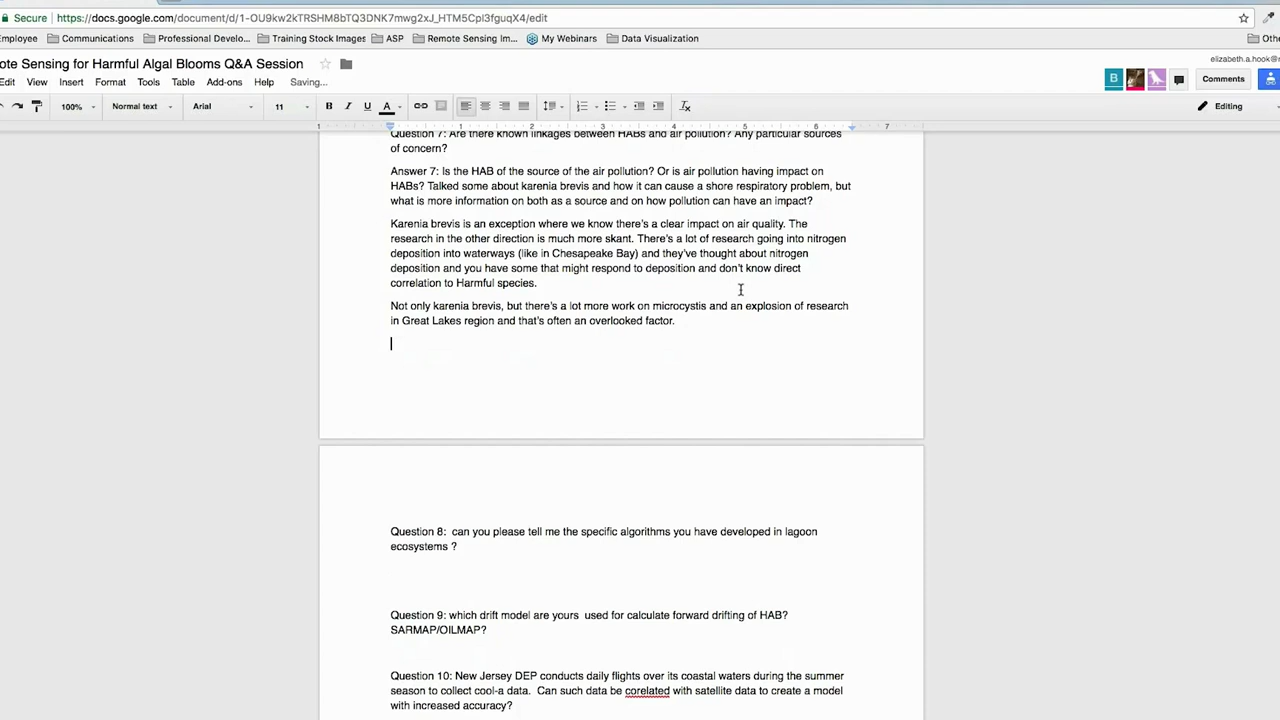 Secure https://docs.google.com/document/d/1-OU9kw2kTRSHM8bTQ3DNK7mwg2xJ_HTM5Cpl3fguqX4/edit
Employee Communications Professional Develo... Training Stock Images ASP Remote Sensing Im... My Webinars Data Visualization Othe
ote Sensing for Harmful Algal Blooms Q&A Session
elizabeth.a.hook@n
Edit View Insert Format Tools Table Add-ons Help Saving...
B Comments
100% Normal text Arial 11 B I U A Editing
1 1 2 3 4 5 6 7
Question 7: Are there known linkages between HABs and air pollution? Any particular sources
of concern?
Answer 7: Is the HAB of the source of the air pollution? Or is air pollution having impact on
HABs? Talked some about karenia brevis and how it can cause a shore respiratory problem, but
what is more information on both as a source and on how pollution can have an impact?
Karenia brevis is an exception where we know there's a clear impact on air quality. The
research in the other direction is much more skant. There's a lot of research going into nitrogen
deposition into waterways (like in Chesapeake Bay) and they've thought about nitrogen
deposition and you have some that might respond to deposition and don't know direct
correlation to Harmful species.
Not only karenia brevis, but there's a lot more work on microcystis and an explosion of research
in Great Lakes region and that's often an overlooked factor.
Question 8: can you please tell me the specific algorithms you have developed in lagoon
ecosystems ?
Question 9: which drift model are yours used for calculate forward drifting of HAB?
SARMAP/OILMAP?
Question 10: New Jersey DEP conducts daily flights over its coastal waters during the summer
season to collect cool-a data. Can such data be corelated with satellite data to create a model
with increased accuracy?